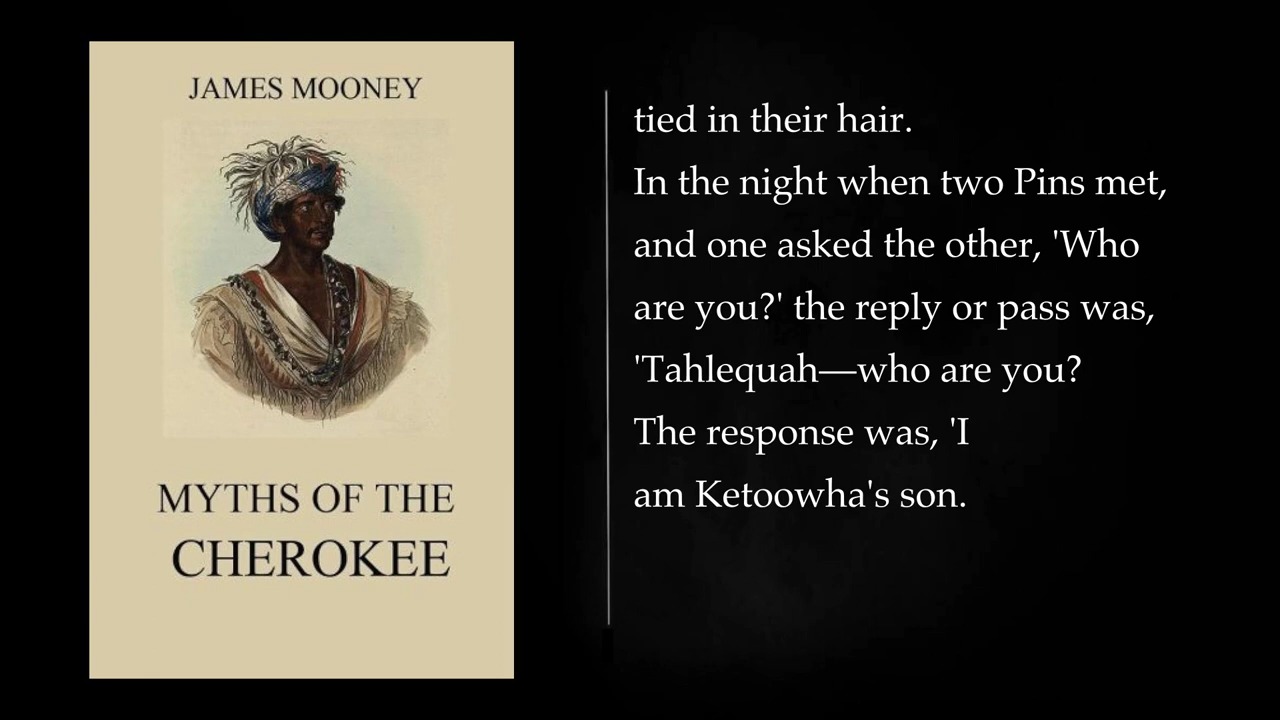 JAMES MOONEY
MYTHS OF THE
CHEROKEE
tied in their hair.
In the night when two Pins met,
and one asked the other, 'Who
are you?' the reply or pass was,
'Tahlequah—who are you?
The response was, 'I
am Ketoowha's son.